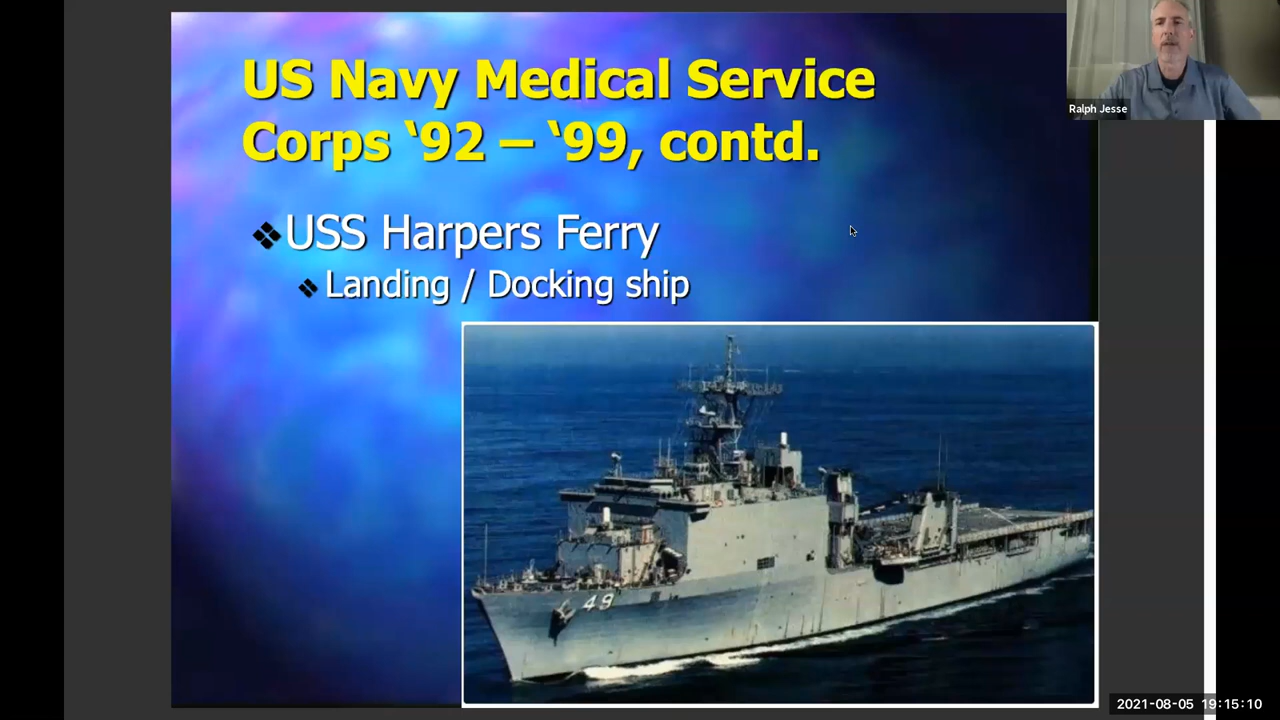 US Navy Medical Service
Corps ‘92 – ‘99, contd.
Ralph Jesse
❖USS Harpers Ferry
❖Landing / Docking ship
49
2021-08-05 19:15:10